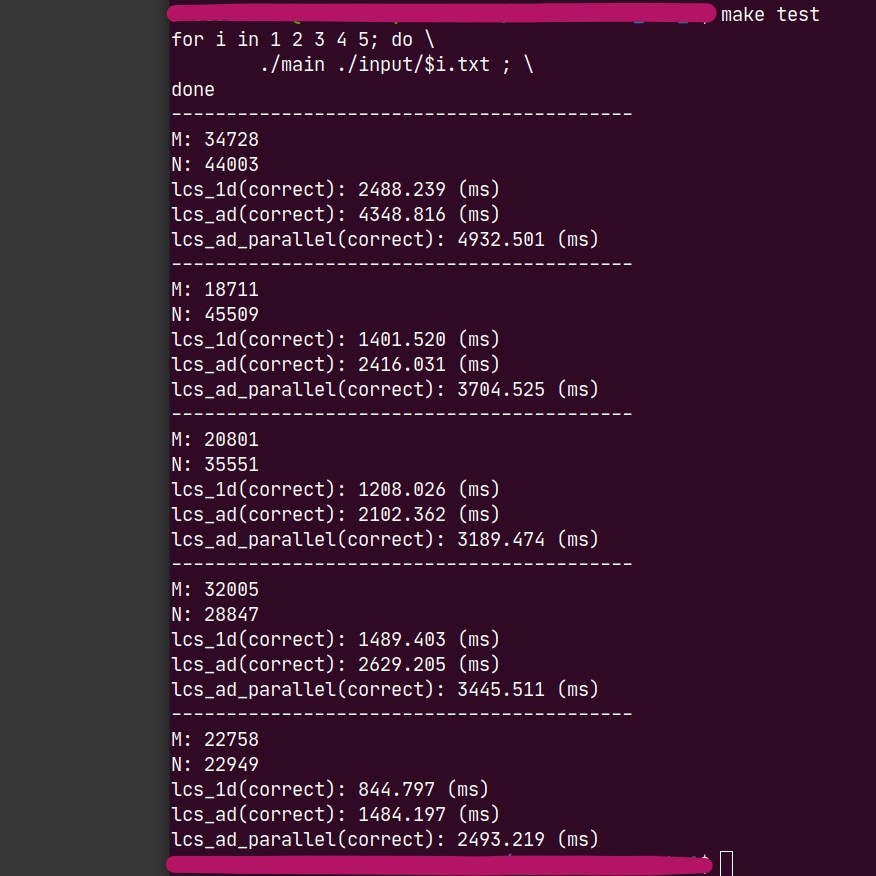 make test
for i in 1 2 3 4 5; do \
        ./main ./input/$i.txt ; \
done
------------------------------------------
M: 34728
N: 44003
lcs_1d(correct): 2488.239 (ms)
lcs_ad(correct): 4348.816 (ms)
lcs_ad_parallel(correct): 4932.501 (ms)
------------------------------------------
M: 18711
N: 45509
lcs_1d(correct): 1401.520 (ms)
lcs_ad(correct): 2416.031 (ms)
lcs_ad_parallel(correct): 3704.525 (ms)
------------------------------------------
M: 20801
N: 35551
lcs_1d(correct): 1208.026 (ms)
lcs_ad(correct): 2102.362 (ms)
lcs_ad_parallel(correct): 3189.474 (ms)
------------------------------------------
M: 32005
N: 28847
lcs_1d(correct): 1489.403 (ms)
lcs_ad(correct): 2629.205 (ms)
lcs_ad_parallel(correct): 3445.511 (ms)
------------------------------------------
M: 22758
N: 22949
lcs_1d(correct): 844.797 (ms)
lcs_ad(correct): 1484.197 (ms)
lcs_ad_parallel(correct): 2493.219 (ms)